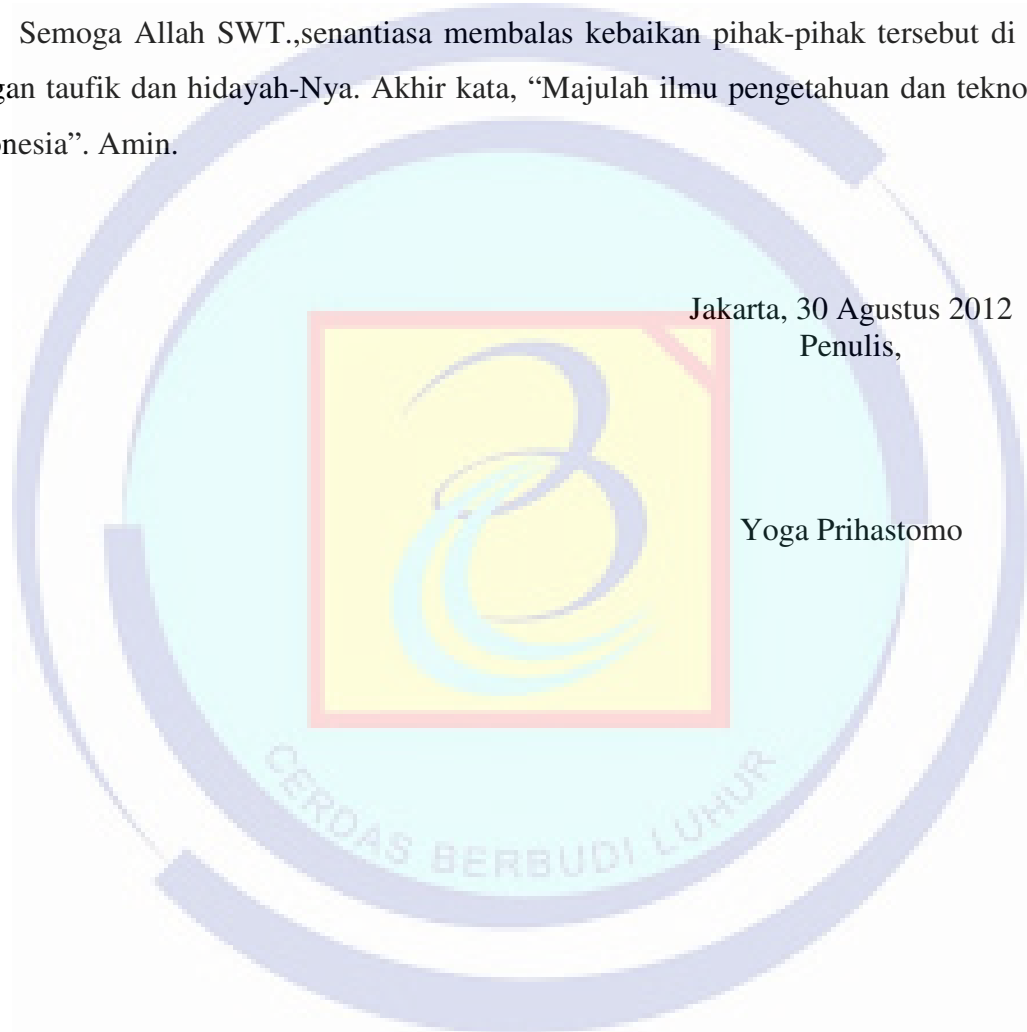 Semoga Allah SWT.,senantiasa membalas kebaikan pihak-pihak tersebut di
gan taufik dan hidayah-Nya. Akhir kata, “Majulah ilmu pengetahuan dan tekno
onesia”. Amin.
Jakarta, 30 Agustus 2012
Penulis,
Yoga Prihastomo
CERDAS BERBUDI LUHUR